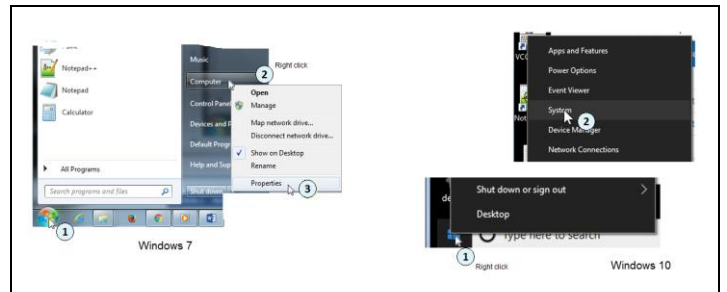 Notepad++
Notepad
Calculator
All Programs
Search programs and files
Music
Computer
Control Panel
Devices and P
Default Progr
Help and Sup
Shut down
2
Right click
Open
Manage
Map network drive...
Disconnect network drive...
Show on Desktop
Rename
Properties
3
1
Windows 7
VCC
Not
Apps and Features
Power Options
Event Viewer
System
2
Device Manager
Network Connections
de
Shut down or sign out
Desktop
Type here to search
1
Right click
Windows 10